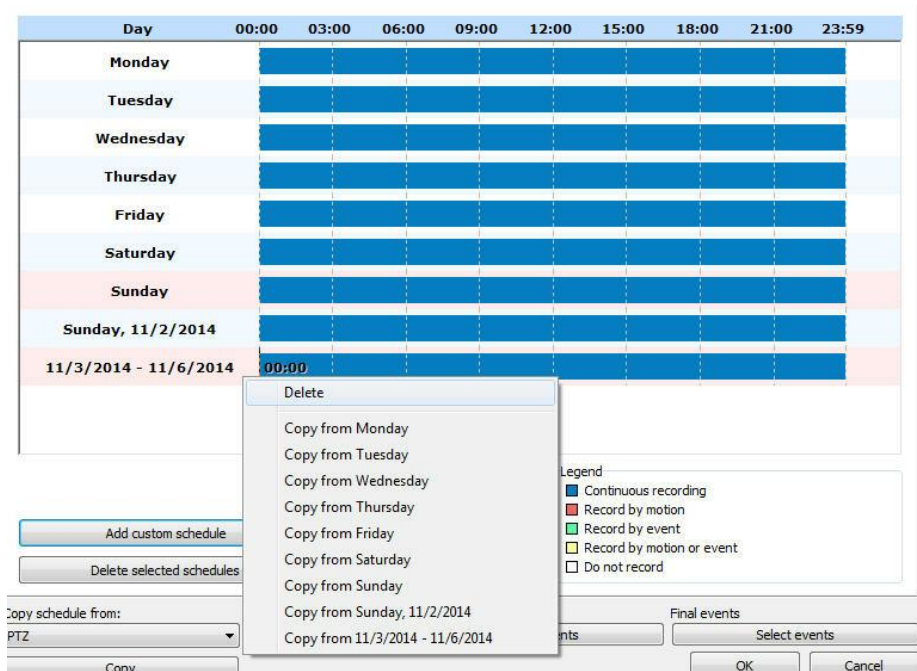 Day 00:00 03:00 06:00 09:00 12:00 15:00 18:00 21:00 23:59
Monday
Tuesday
Wednesday
Thursday
Friday
Saturday
Sunday
Sunday, 11/2/2014
11/3/2014 - 11/6/2014 00:00
Delete
Copy from Monday
Copy from Tuesday
Copy from Wednesday
Copy from Thursday
Copy from Friday
Copy from Saturday
Copy from Sunday
Copy from Sunday, 11/2/2014
Copy from 11/3/2014 - 11/6/2014
Legend
Continuous recording
Record by motion
Record by event
Record by motion or event
Do not record
Add custom schedule
Delete selected schedules
Copy schedule from:
PTZ
Copy
Final events
Select events
OK Cancel